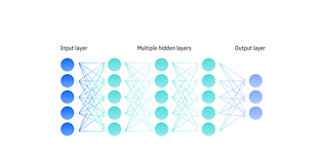 Input layer
Multiple hidden layers
Output layer